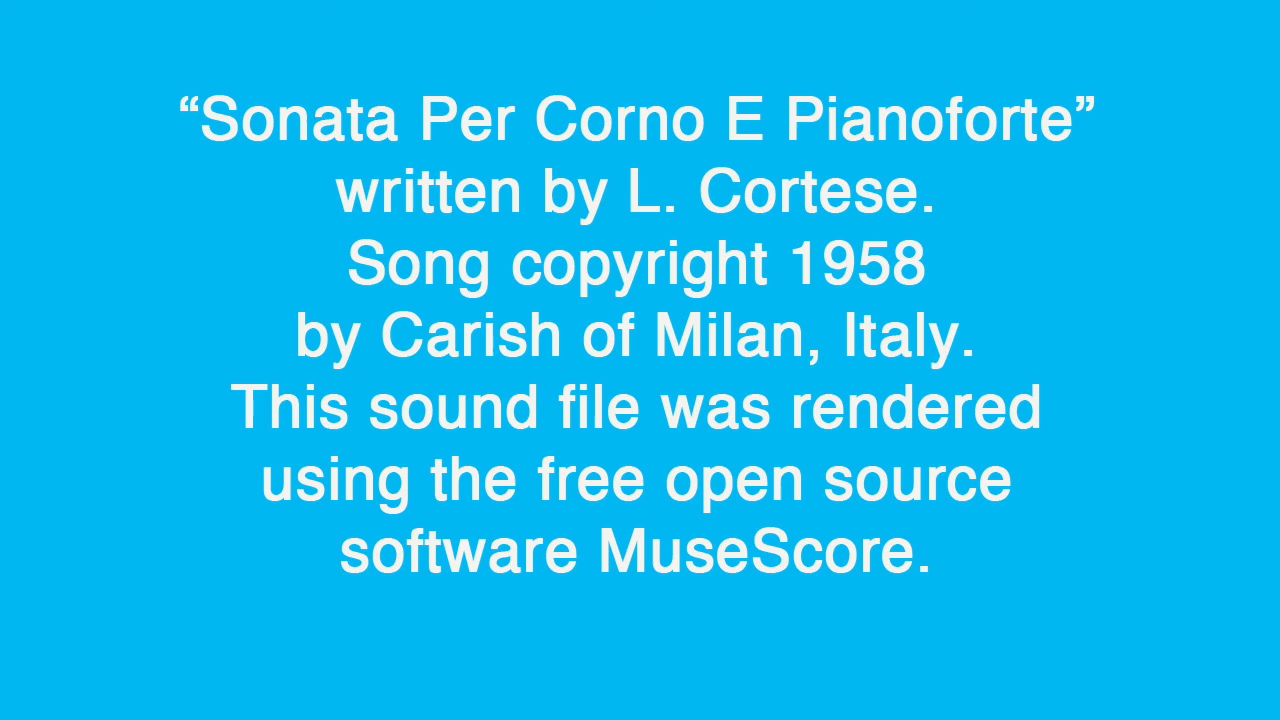 “Sonata Per Corno E Pianoforte”
written by L. Cortese.
Song copyright 1958
by Carish of Milan, Italy.
This sound file was rendered
using the free open source
software MuseScore.